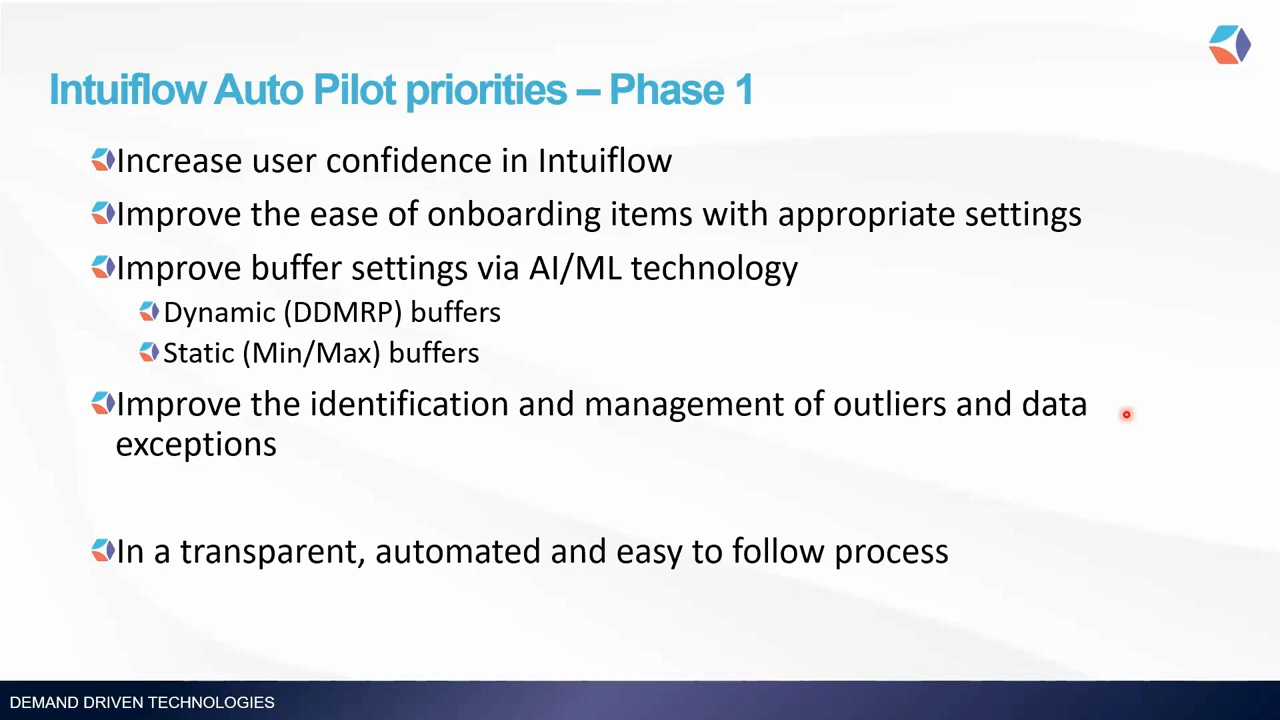 Intuiflow Auto Pilot priorities – Phase 1
Increase user confidence in Intuiflow
Improve the ease of onboarding items with appropriate settings
Improve buffer settings via AI/ML technology
Dynamic (DDMRP) buffers
Static (Min/Max) buffers
Improve the identification and management of outliers and data
exceptions
In a transparent, automated and easy to follow process
DEMAND DRIVEN TECHNOLOGIES